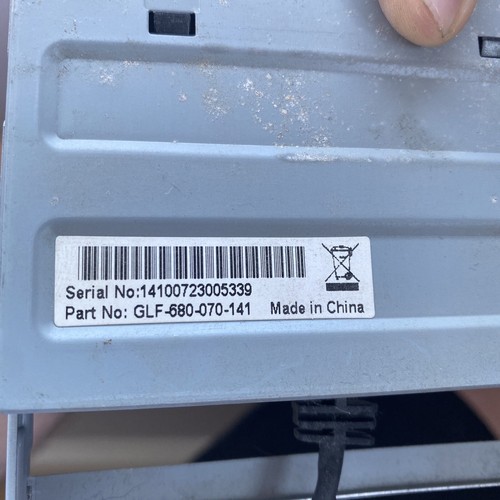 Serial No:14100723005339
Part No: GLF-680-070-141 Made in China